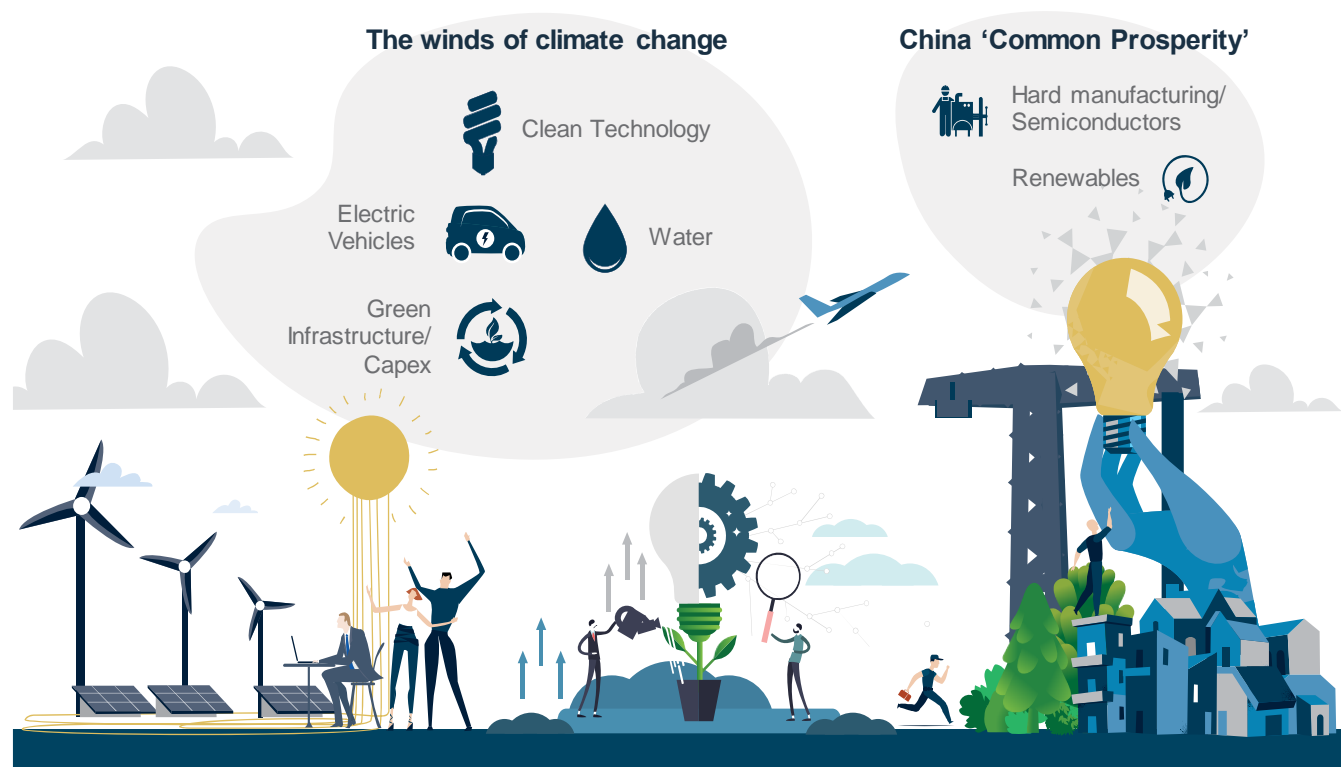 The winds of climate change
Clean Technology
Electric
Vehicles
Water
Green
Infrastructure/
Capex
China ‘Common Prosperity’
Hard manufacturing/
Semiconductors
Renewables